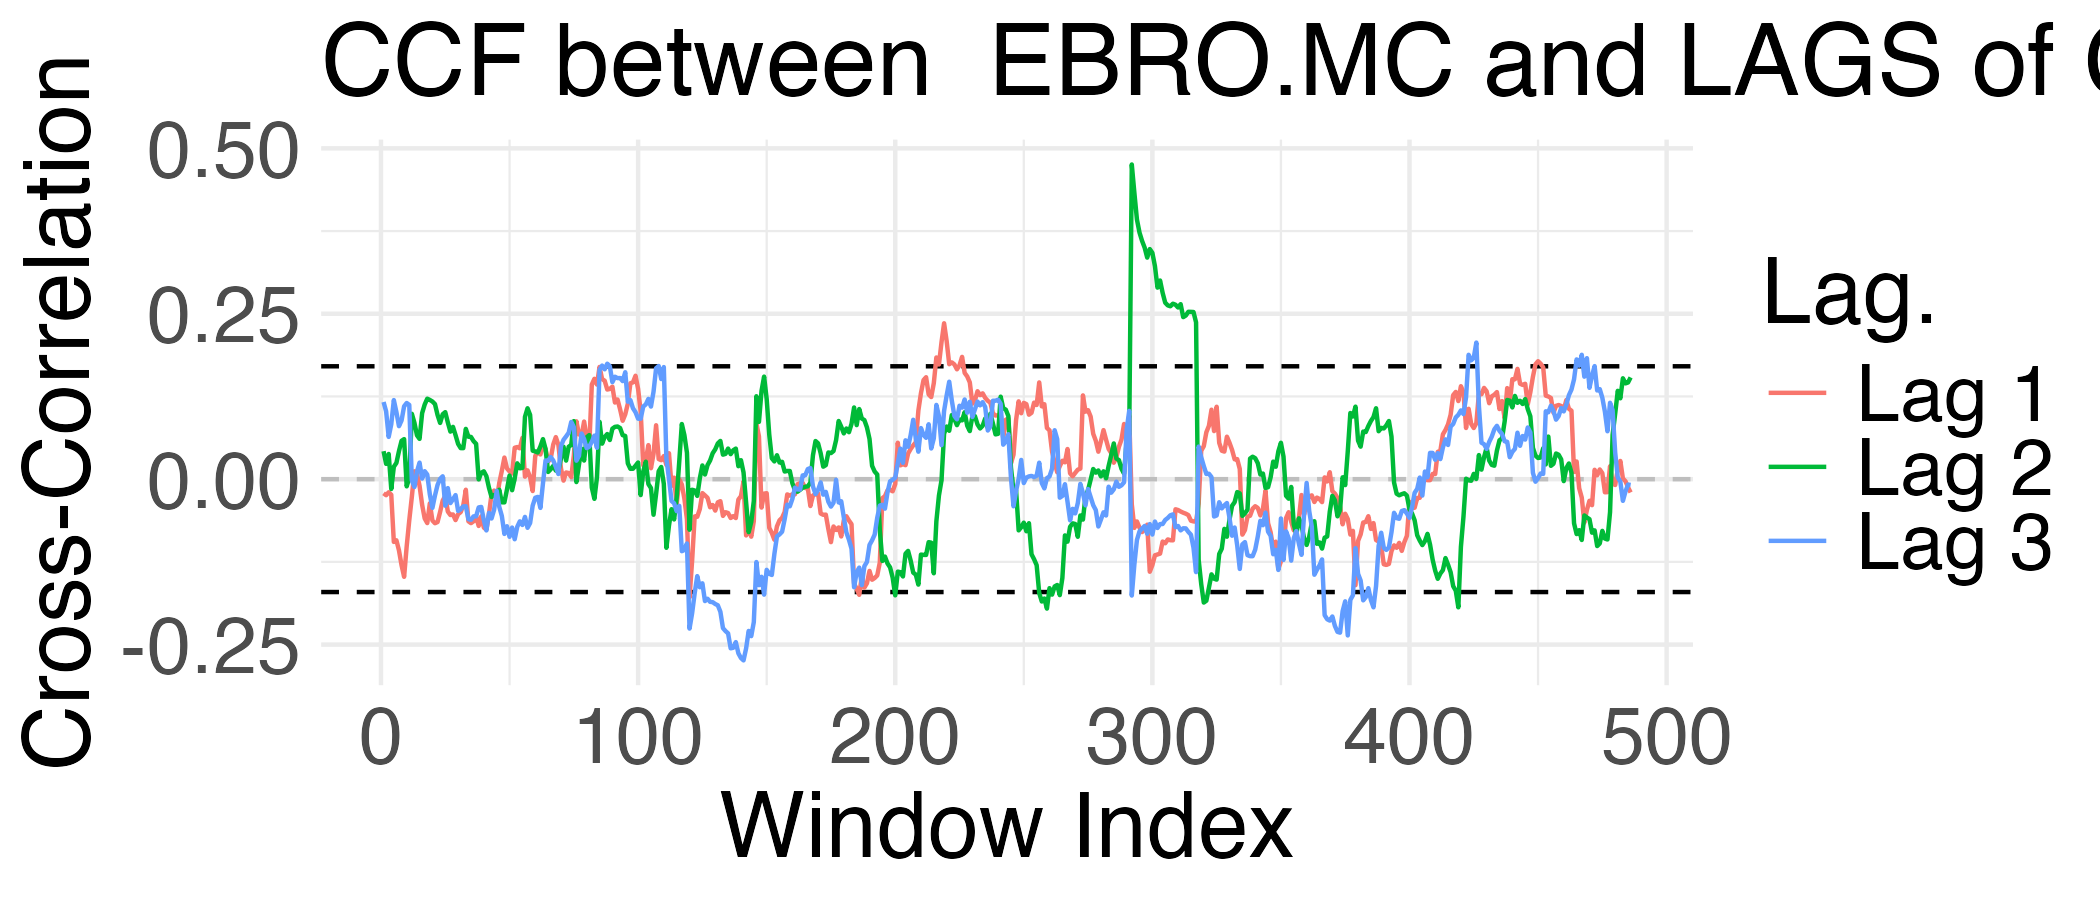 CCF between EBRO.MC and LAGS of
Cross-Correlation
0.50
0.25
0.00
-0.25
0 100 200 300 400 500
Window Index
Lag.
Lag 1
Lag 2
Lag 3